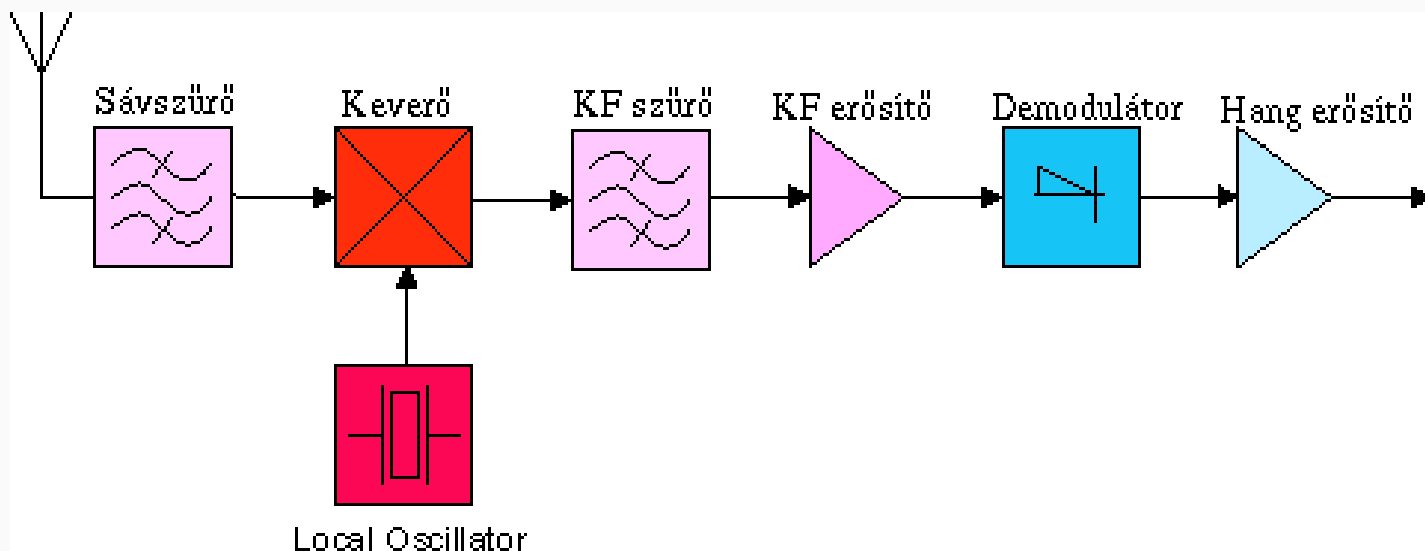 Sávszűrő
Keverő
KF szűrő
KF erősítő
Demodulátor
Hang erősítő
Local Oscillator